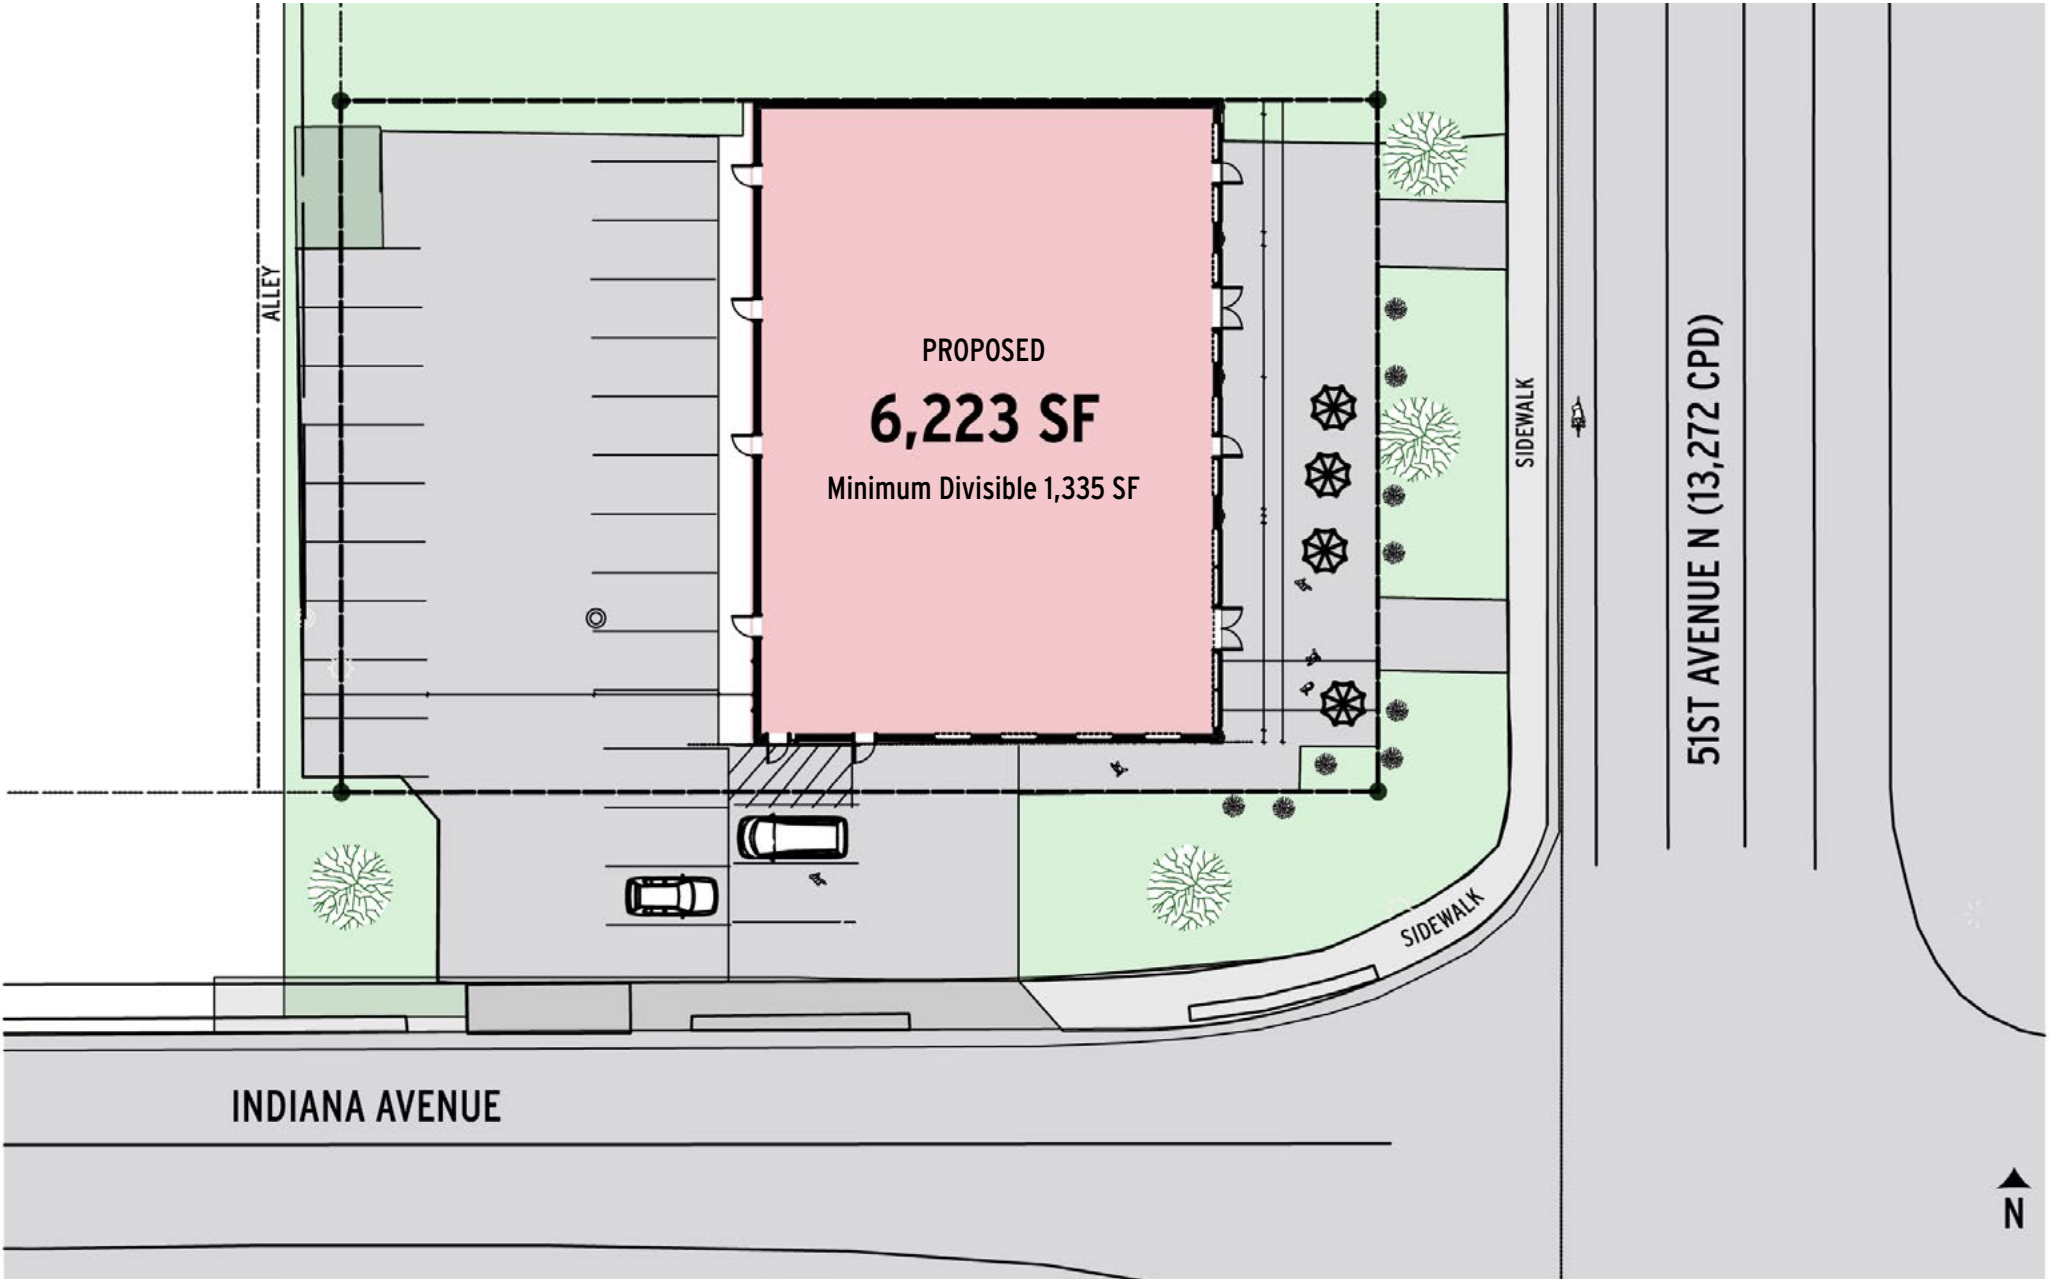 ALLEY
PROPOSED
6,223 SF
Minimum Divisible 1,335 SF
SIDEWALK
51ST AVENUE N (13,272 CPD)
SIDEWALK
INDIANA AVENUE
N